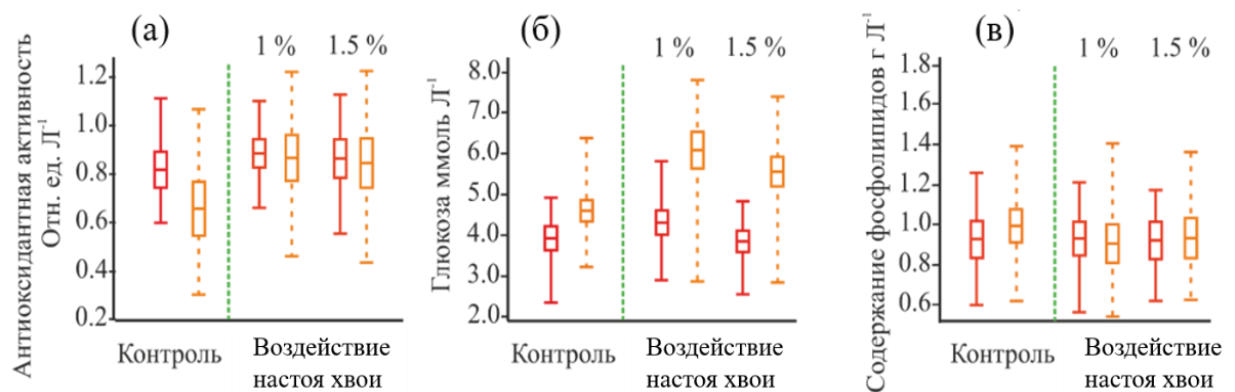 (а)
Антиоксидантная активность
Отн. ед. Л⁻¹
1 %
1.5 %
1.2
1.0
0.8
0.6
0.4
0.2
Контроль
Воздействие
настоя хвои
(б)
Глюкоза ммоль Л⁻¹
1 %
1.5 %
8.0
7.0
6.0
5.0
4.0
3.0
2.0
Контроль
Воздействие
настоя хвои
(в)
Содержание фосфолипидов г Л⁻¹
1 %
1.5 %
1.8
1.6
1.4
1.2
1.0
0.8
0.6
Контроль
Воздействие
настоя хвои